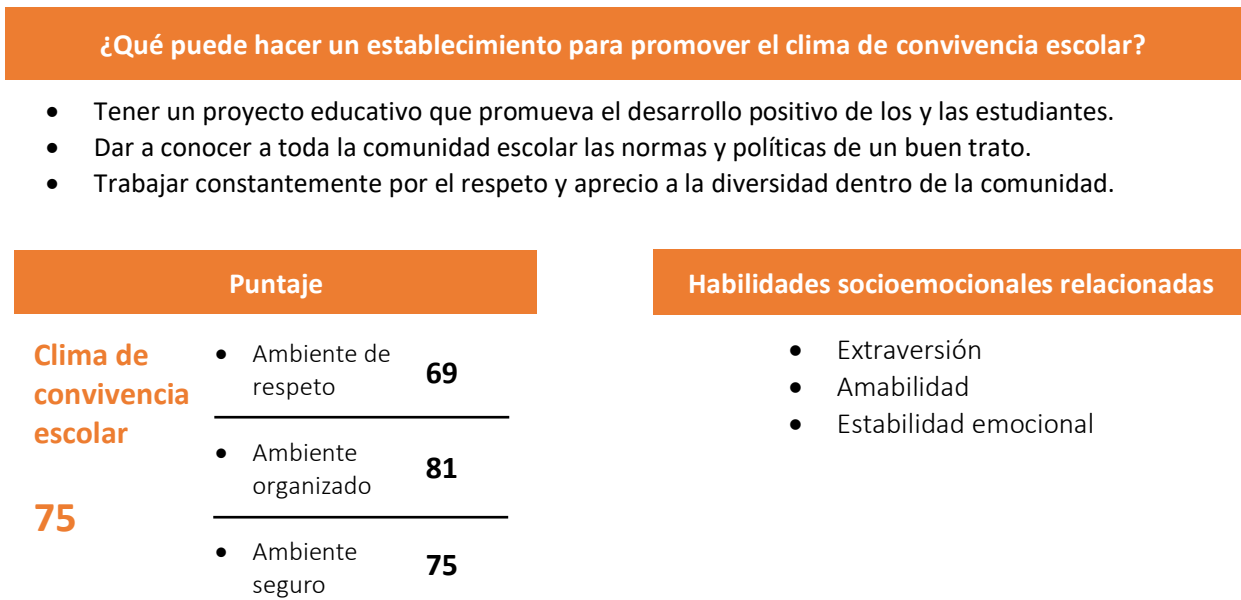 ¿Qué puede hacer un establecimiento para promover el clima de convivencia escolar?
• Tener un proyecto educativo que promueva el desarrollo positivo de los y las estudiantes.
• Dar a conocer a toda la comunidad escolar las normas y políticas de un buen trato.
• Trabajar constantemente por el respeto y aprecio a la diversidad dentro de la comunidad.
Puntaje
Clima de
convivencia
escolar
75
• Ambiente de
respeto
69
• Ambiente
organizado
81
• Ambiente
seguro
75
Habilidades socioemocionales relacionadas
• Extraversión
• Amabilidad
• Estabilidad emocional